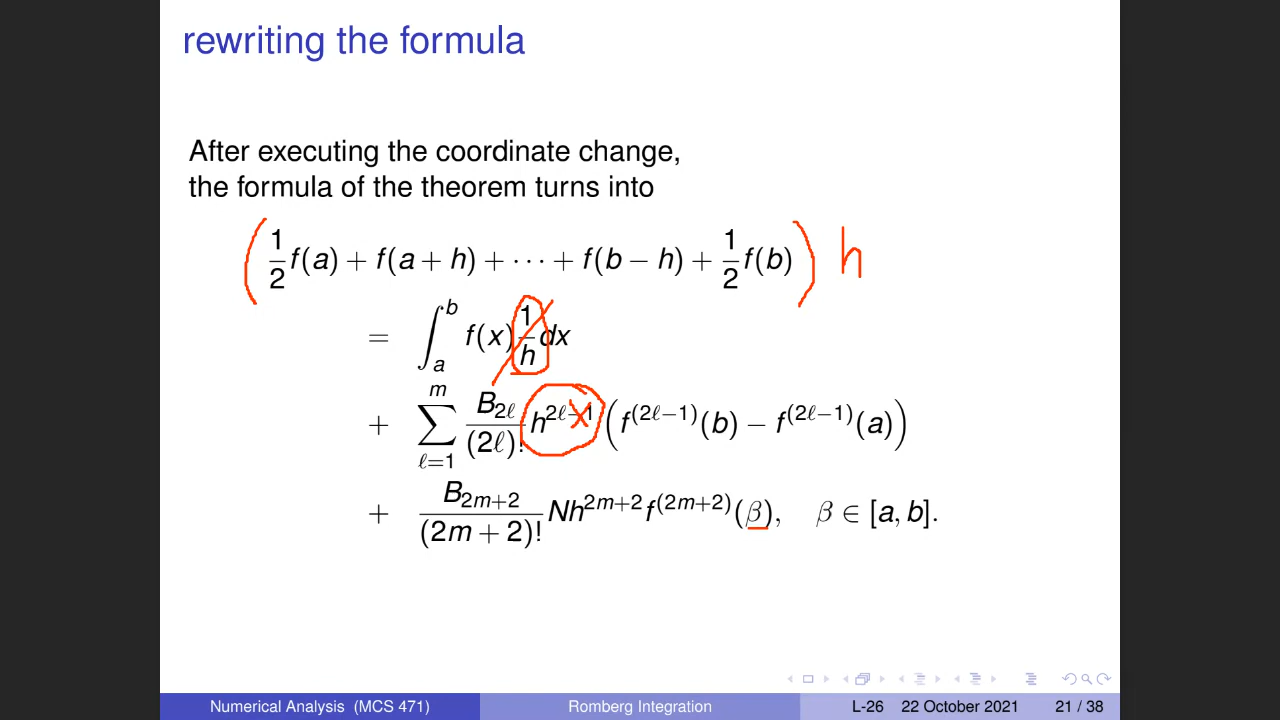 rewriting the formula
After executing the coordinate change,
the formula of the theorem turns into
( 1/2 f(a) + f(a + h) + · · · + f(b − h) + 1/2 f(b) ) h
= ∫_a^b f(x) 1/h dx
+ ∑_{ℓ=1}^{m} B_{2ℓ}/(2ℓ)! h^{2ℓ−1} ( f^{(2ℓ−1)}(b) − f^{(2ℓ−1)}(a) )
+ B_{2m+2}/(2m + 2)! Nh^{2m+2} f^{(2m+2)}(β), β ∈ [a, b].
Numerical Analysis (MCS 471) Romberg Integration L-26 22 October 2021 21 / 38